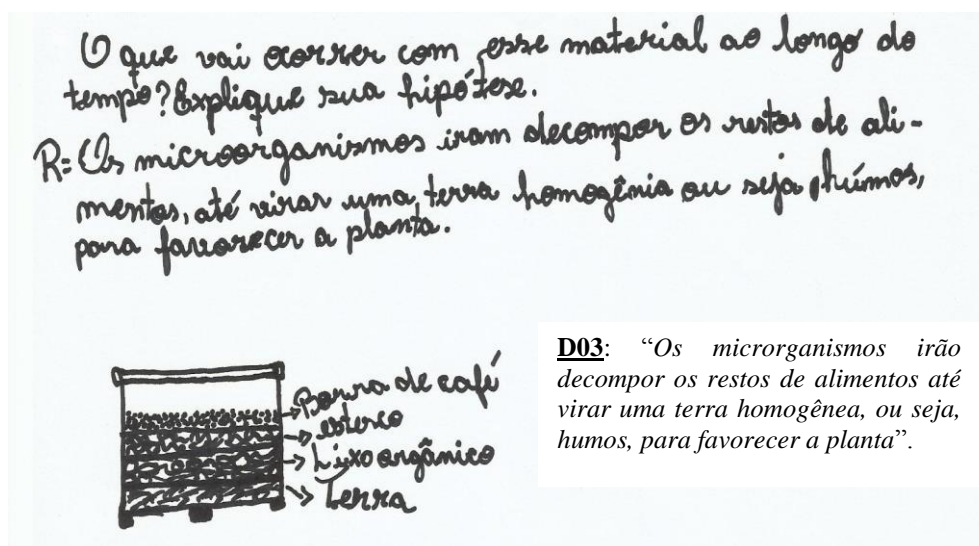 O que vai ocorrer com esse material ao longo do
tempo? Explique sua hipótese.
R= Os microorganismos iram decompor os restos de ali-
mentos, até virar uma terra homogênia ou seja húmos,
para favorecer a planta.
Borra de café
esterco
Lixo orgânico
terra
D03: “Os microrganismos irão
decompor os restos de alimentos até
virar uma terra homogênea, ou seja,
humos, para favorecer a planta”.